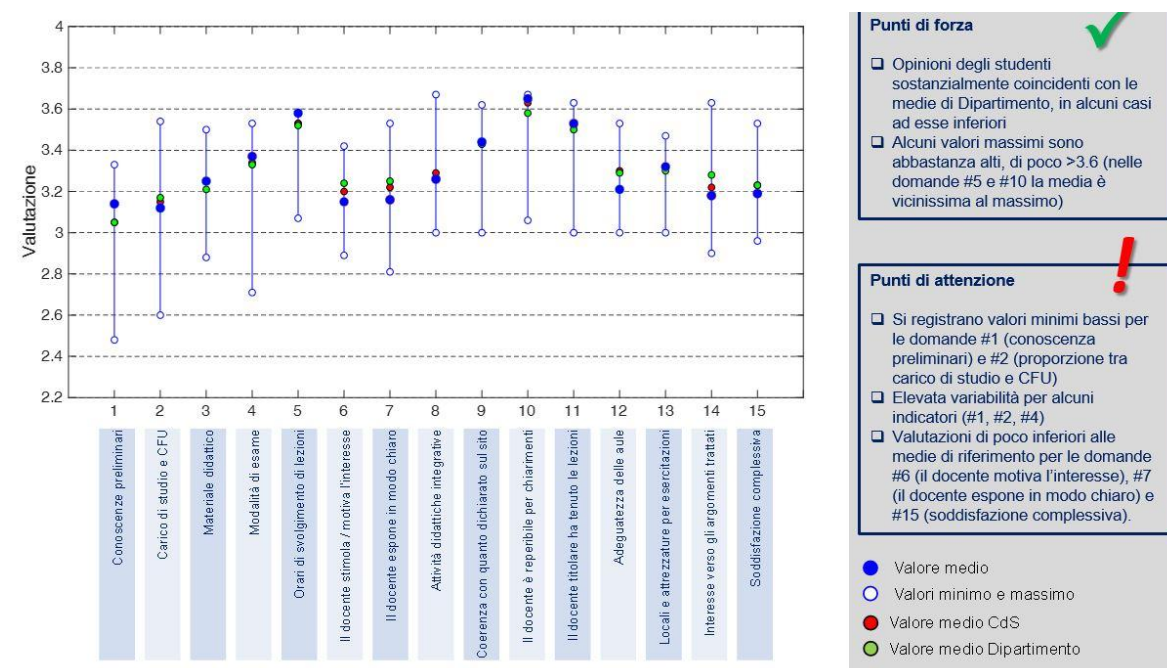 4
3.8
3.6
3.4
3.2
3
2.8
2.6
2.4
2.2
Valutazione
1 2 3 4 5 6 7 8 9 10 11 12 13 14 15
Conoscenze preliminari
Carico di studio e CFU
Materiale didattico
Modalità di esame
Orari di svolgimento di lezioni
Il docente stimola / motiva l'interesse
Il docente espone in modo chiaro
Attività didattiche integrative
Coerenza con quanto dichiarato sul sito
Il docente è reperibile per chiarimenti
Il docente titolare ha tenuto le lezioni
Adeguatezza delle aule
Locali e attrezzature per esercitazioni
Interesse verso gli argomenti trattati
Soddisfazione complessiva
Punti di forza
Opinioni degli studenti
sostanzialmente coincidenti con le
medie di Dipartimento, in alcuni casi
ad esse inferiori
Alcuni valori massimi sono
abbastanza alti, di poco >3.6 (nelle
domande #5 e #10 la media è
vicinissima al massimo)
Punti di attenzione
Si registrano valori minimi bassi per
le domande #1 (conoscenza
preliminari) e #2 (proporzione tra
carico di studio e CFU)
Elevata variabilità per alcuni
indicatori (#1, #2, #4)
Valutazioni di poco inferiori alle
medie di riferimento per le domande
#6 (il docente motiva l'interesse), #7
(il docente espone in modo chiaro) e
#15 (soddisfazione complessiva).
Valore medio
Valori minimo e massimo
Valore medio CdS
Valore medio Dipartimento